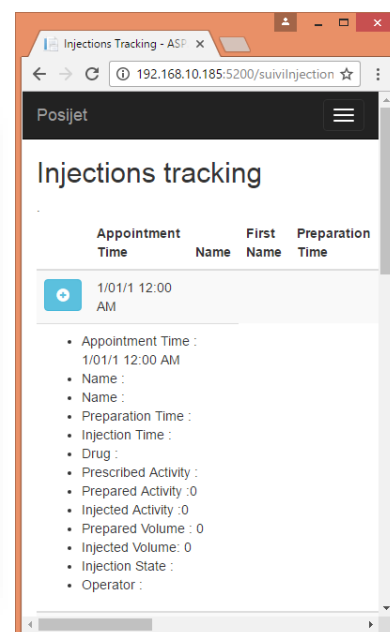 Injections Tracking - ASP
192.168.10.185:5200/suiviInjection
Posijet
Injections tracking
.
Appointment Time Name First Name Preparation Time
1/01/1 12:00 AM
• Appointment Time :
1/01/1 12:00 AM
• Name :
• Name :
• Preparation Time :
• Injection Time :
• Drug :
• Prescribed Activity :
• Prepared Activity :0
• Injected Activity :0
• Prepared Volume : 0
• Injected Volume: 0
• Injection State :
• Operator :